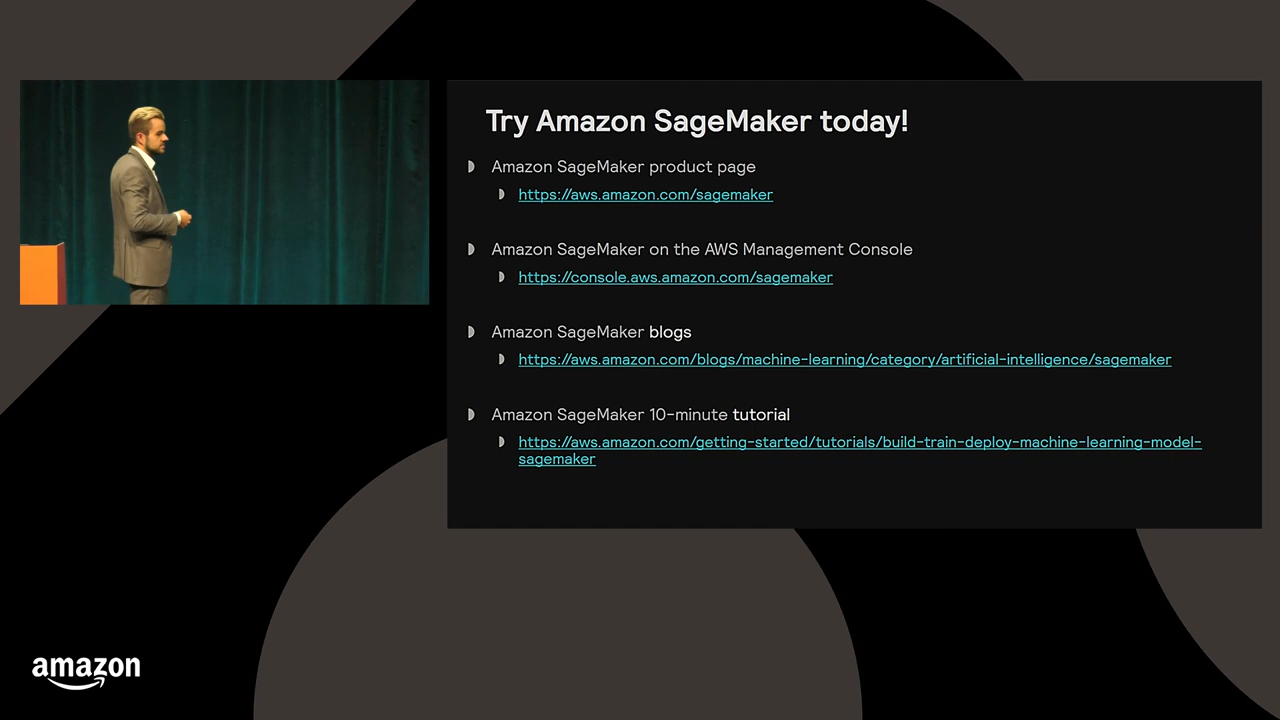 Try Amazon SageMaker today!
Amazon SageMaker product page
https://aws.amazon.com/sagemaker
Amazon SageMaker on the AWS Management Console
https://console.aws.amazon.com/sagemaker
Amazon SageMaker blogs
https://aws.amazon.com/blogs/machine-learning/category/artificial-intelligence/sagemaker
Amazon SageMaker 10-minute tutorial
https://aws.amazon.com/getting-started/tutorials/build-train-deploy-machine-learning-model-
sagemaker
amazon